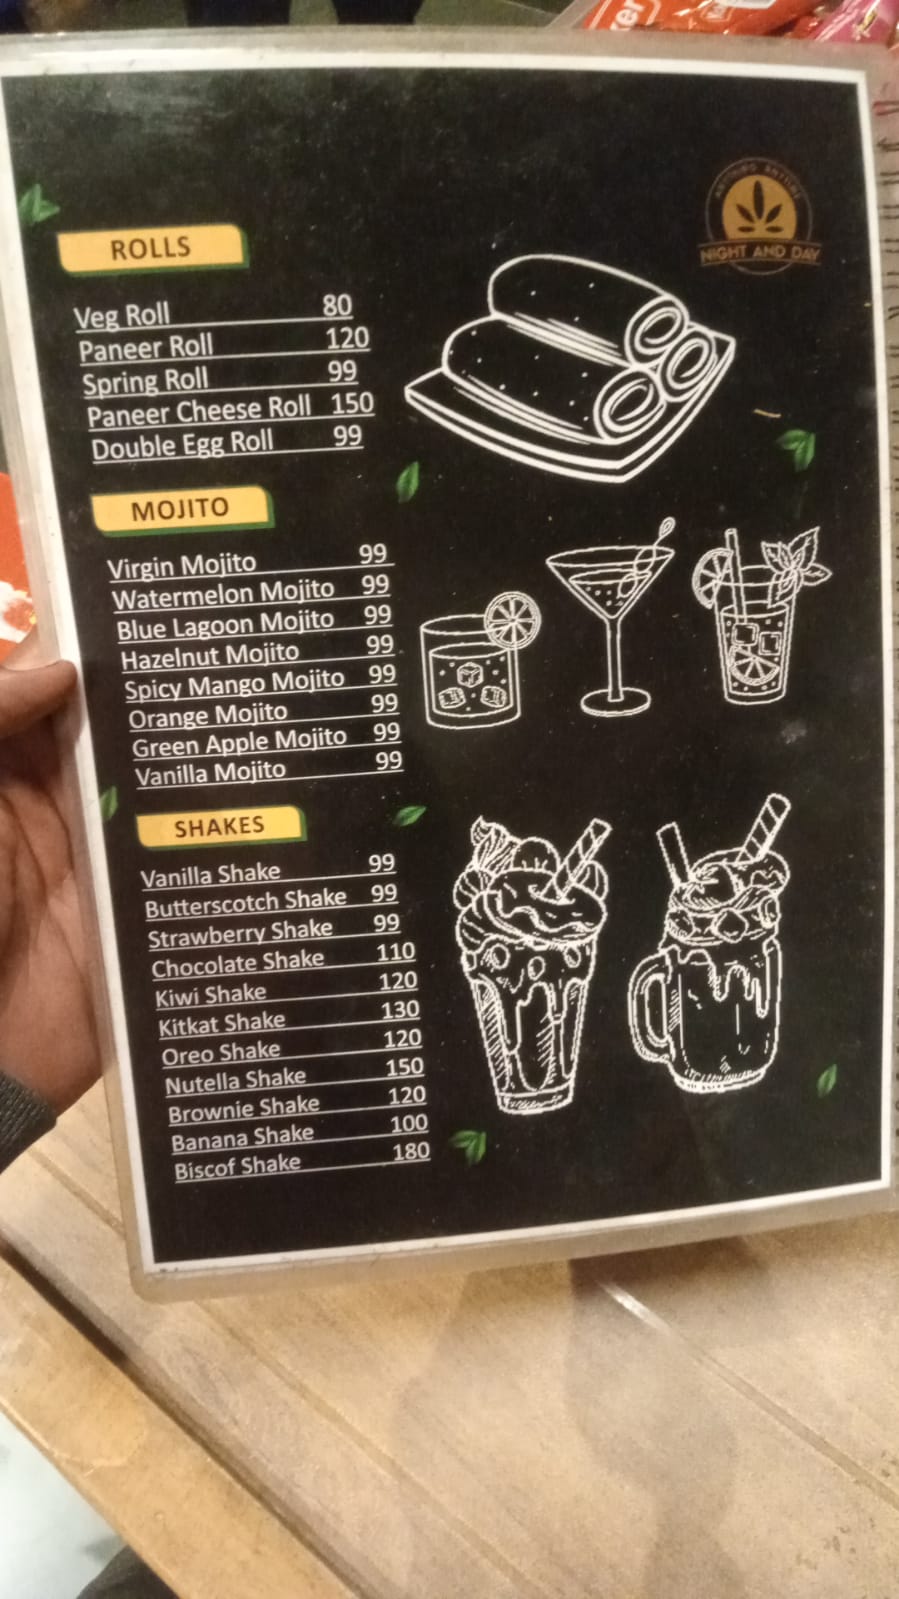 NIGHT AND DAY
ROLLS
Veg Roll 80
Paneer Roll 120
Spring Roll 99
Paneer Cheese Roll 150
Double Egg Roll 99
MOJITO
Virgin Mojito 99
Watermelon Mojito 99
Blue Lagoon Mojito 99
Hazelnut Mojito 99
Spicy Mango Mojito 99
Orange Mojito 99
Green Apple Mojito 99
Vanilla Mojito 99
SHAKES
Vanilla Shake 99
Butterscotch Shake 99
Strawberry Shake 99
Chocolate Shake 110
Kiwi Shake 120
Kitkat Shake 130
Oreo Shake 120
Nutella Shake 150
Brownie Shake 120
Banana Shake 100
Biscof Shake 180